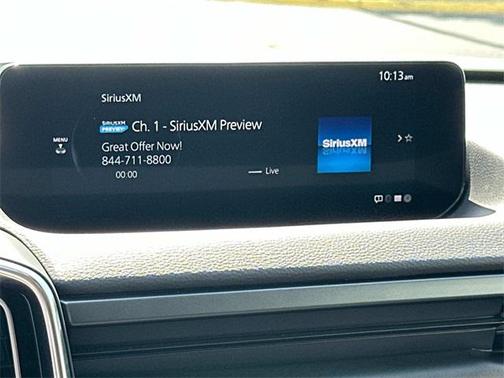 10:13am
SiriusXM
SIRIUSXM PREVIEW Ch. 1 - SiriusXM Preview
MENU
Great Offer Now!
844-711-8800
00:00
Live
SiriusXM